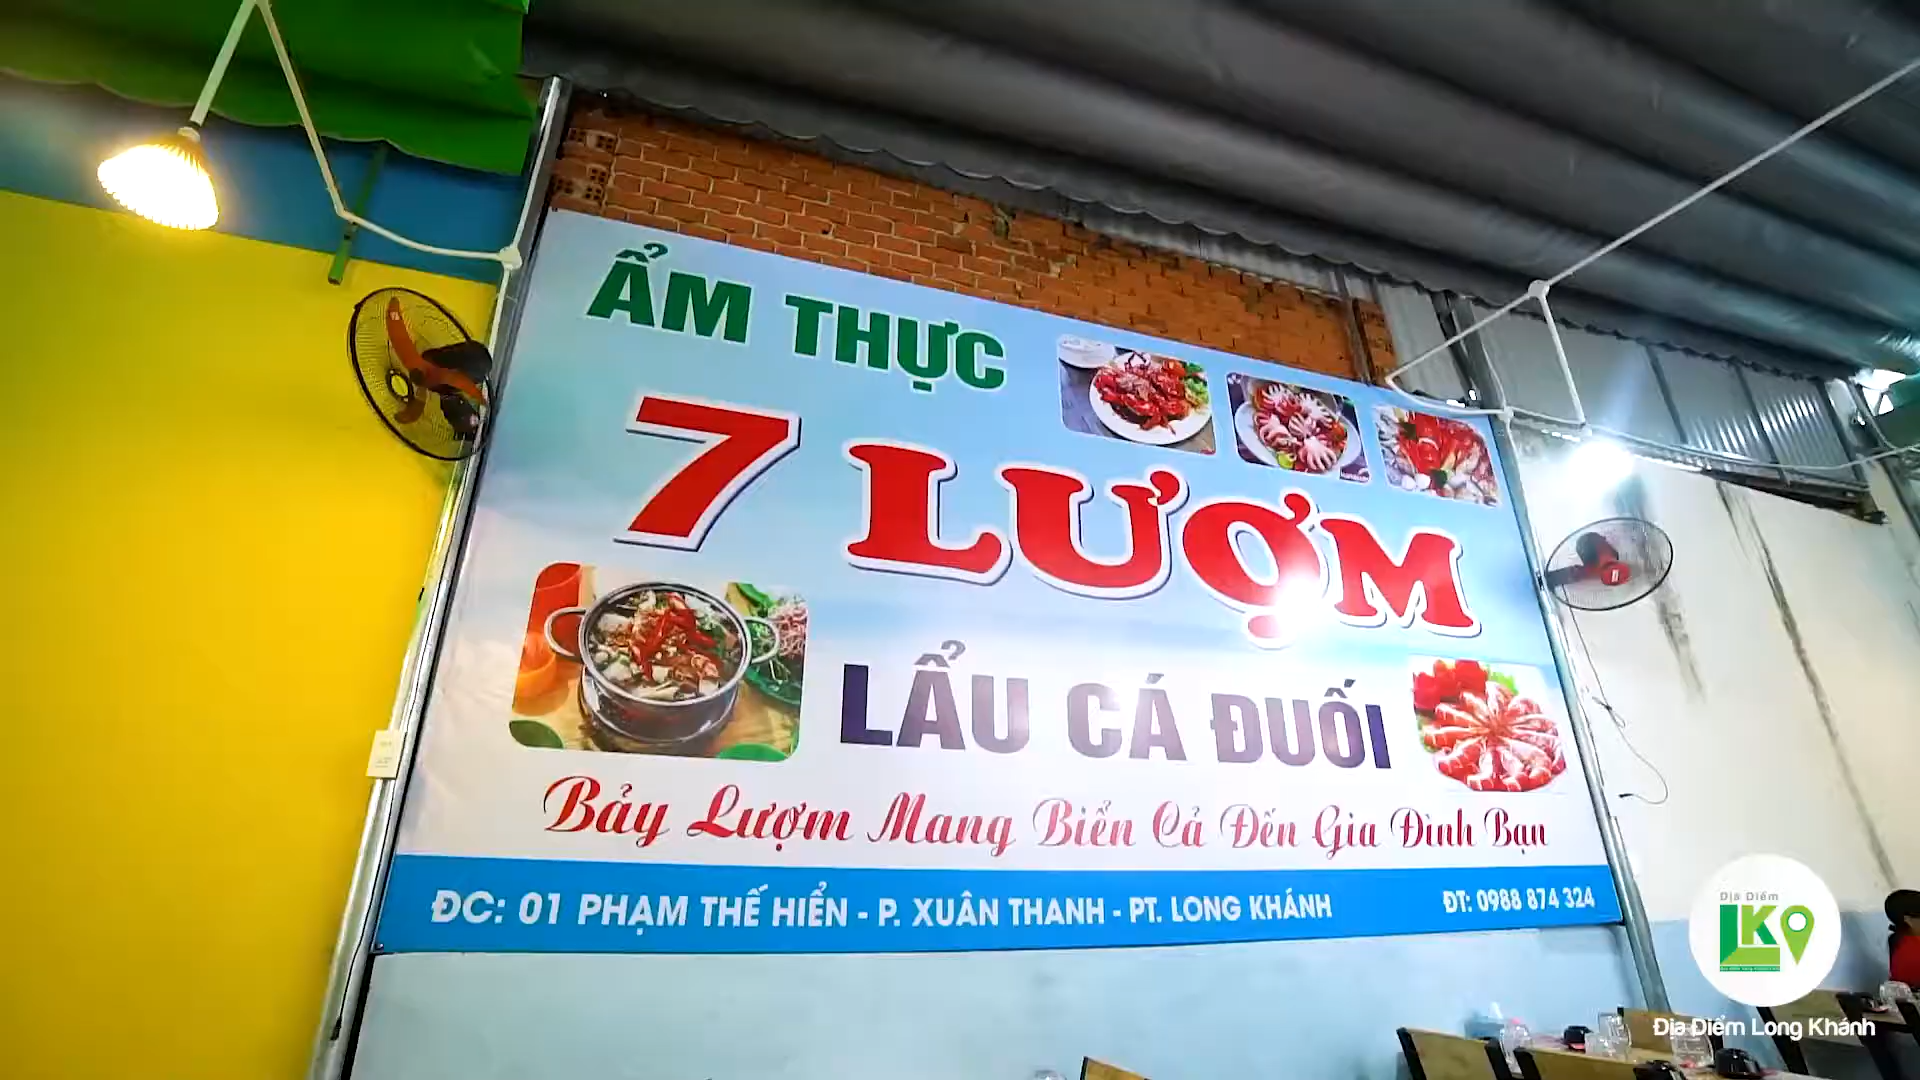 ẨM THỰC
7 LƯỢM
LẨU CÁ ĐUỐI
Bảy Lượm Mang Biển Cả Đến Gia Đình Bạn
ĐC: 01 PHẠM THẾ HIỂN - P. XUÂN THANH - PT. LONG KHÁNH ĐT: 0988 874 324
Địa Điểm
LK
Địa Điểm Long Khánh